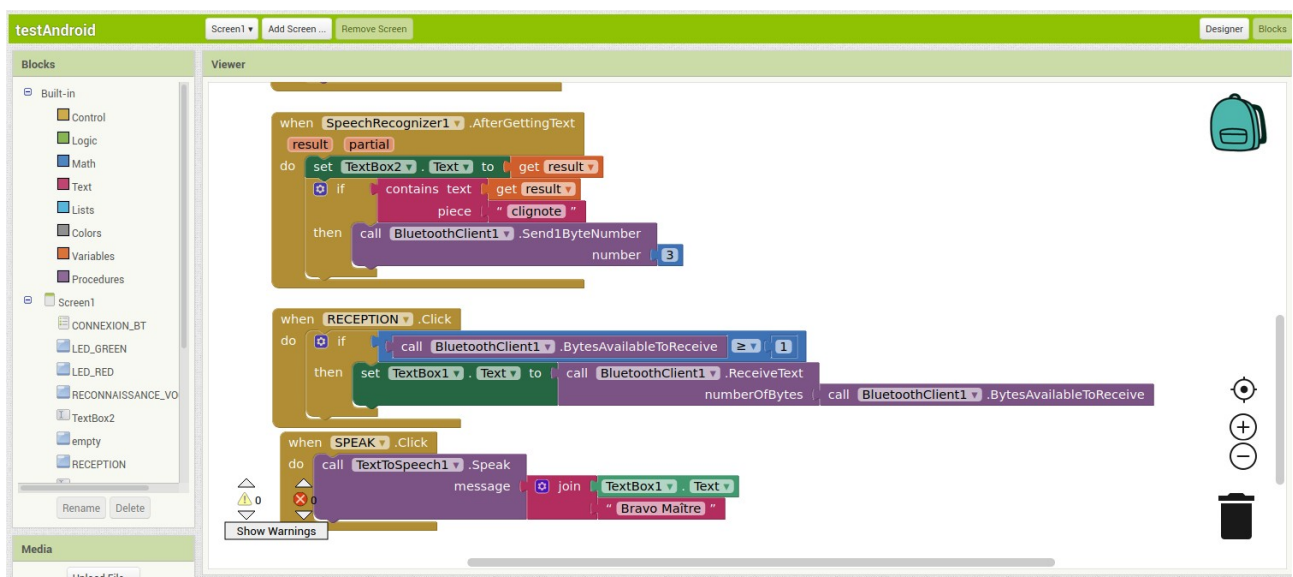 testAndroid
Screen1 ▾ Add Screen ... Remove Screen
Designer Blocks
Blocks
Viewer
Built-in
Control
Logic
Math
Text
Lists
Colors
Variables
Procedures
Screen1
CONNEXION_BT
LED_GREEN
LED_RED
RECONNAISSANCE_VO
TextBox2
empty
RECEPTION
Rename Delete
Media
when SpeechRecognizer1 ▾ .AfterGettingText
result partial
do set TextBox2 ▾ . Text ▾ to get result ▾
if contains text get result ▾
piece “ clignote ”
then call BluetoothClient1 ▾ .Send1ByteNumber
number 3
when RECEPTION ▾ .Click
do if call BluetoothClient1 ▾ .BytesAvailableToReceive ≥ ▾ 1
then set TextBox1 ▾ . Text ▾ to call BluetoothClient1 ▾ .ReceiveText
numberOfBytes call BluetoothClient1 ▾ .BytesAvailableToReceive
when SPEAK ▾ .Click
do call TextToSpeech1 ▾ .Speak
message join TextBox1 ▾ . Text ▾
“ Bravo Maître ”
0 0
Show Warnings